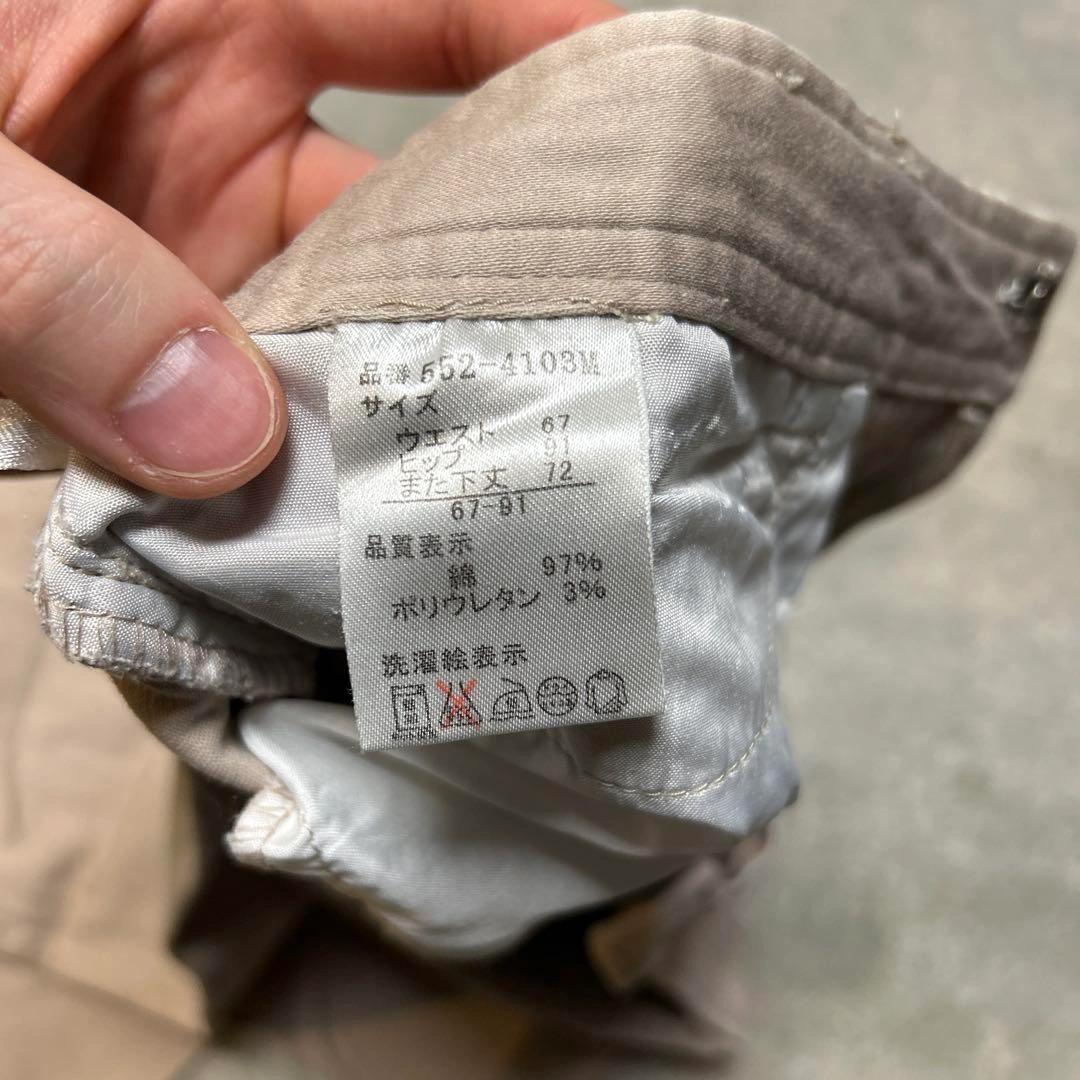 品番 552-4103M
サイズ
ウエスト 67
ヒップ 91
また下丈 72
67-91
品質表示
綿 97%
ポリウレタン 3%
洗濯絵表示